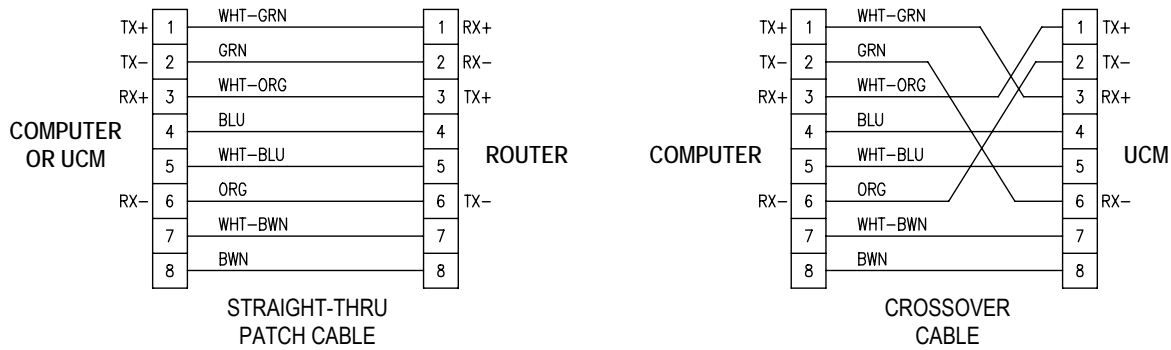 TX+ 1 WHT-GRN 1 RX+
TX- 2 GRN 2 RX-
RX+ 3 WHT-ORG 3 TX+
4 BLU 4
5 WHT-BLU 5
RX- 6 ORG 6 TX-
7 WHT-BWN 7
8 BWN 8
COMPUTER
OR UCM
ROUTER
STRAIGHT-THRU
PATCH CABLE
TX+ 1 WHT-GRN 1 TX+
TX- 2 GRN 2 TX-
RX+ 3 WHT-ORG 3 RX+
4 BLU 4
5 WHT-BLU 5
RX- 6 ORG 6 RX-
7 WHT-BWN 7
8 BWN 8
COMPUTER
UCM
CROSSOVER
CABLE